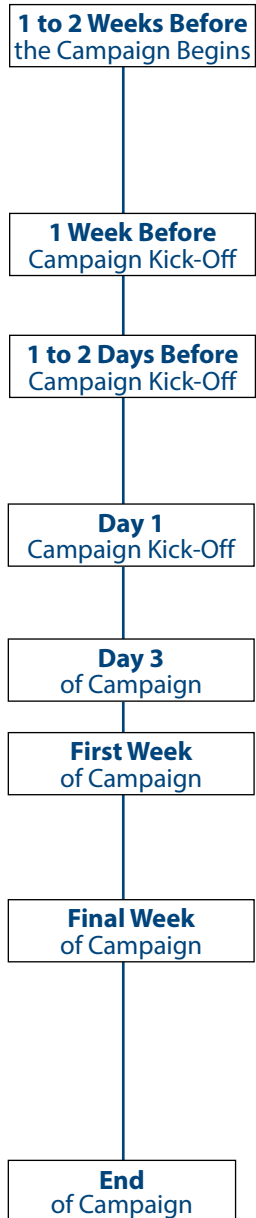 1 to 2 Weeks Before
the Campaign Begins
1 Week Before
Campaign Kick-Off
1 to 2 Days Before
Campaign Kick-Off
Day 1
Campaign Kick-Off
Day 3
of Campaign
First Week
of Campaign
Final Week
of Campaign
End
of Campaign